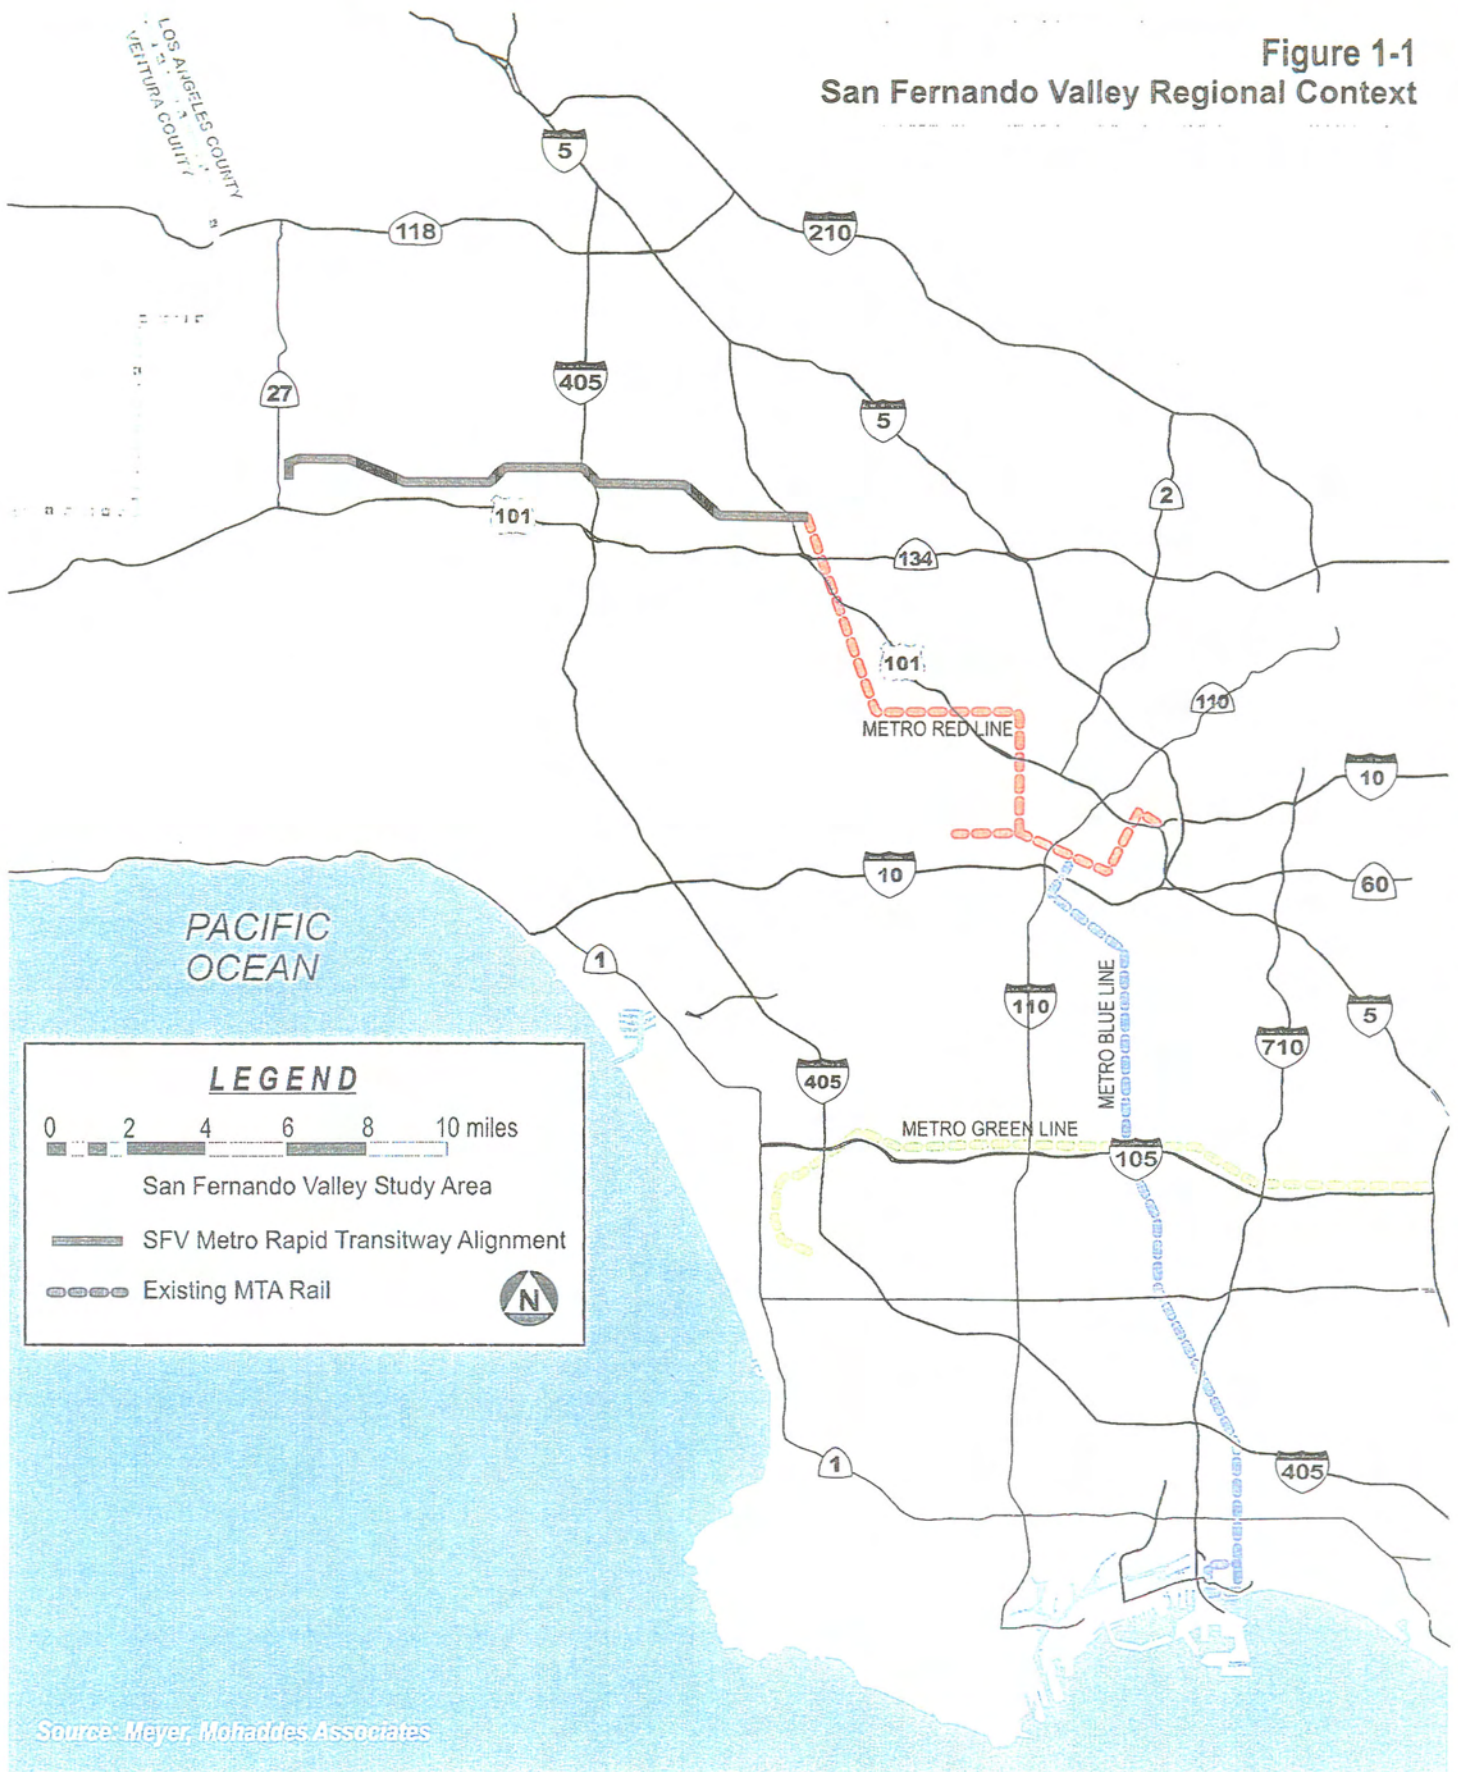 Figure 1-1
San Fernando Valley Regional Context
LOS ANGELES COUNTY
VENTURA COUNTY
5
118
210
27
405
5
2
101
134
101
110
METRO RED LINE
10
10
60
PACIFIC
OCEAN
1
110
METRO BLUE LINE
5
710
405
METRO GREEN LINE
105
LEGEND
0 2 4 6 8 10 miles
San Fernando Valley Study Area
SFV Metro Rapid Transitway Alignment
Existing MTA Rail
N
1
405
Source: Meyer, Mohaddes Associates